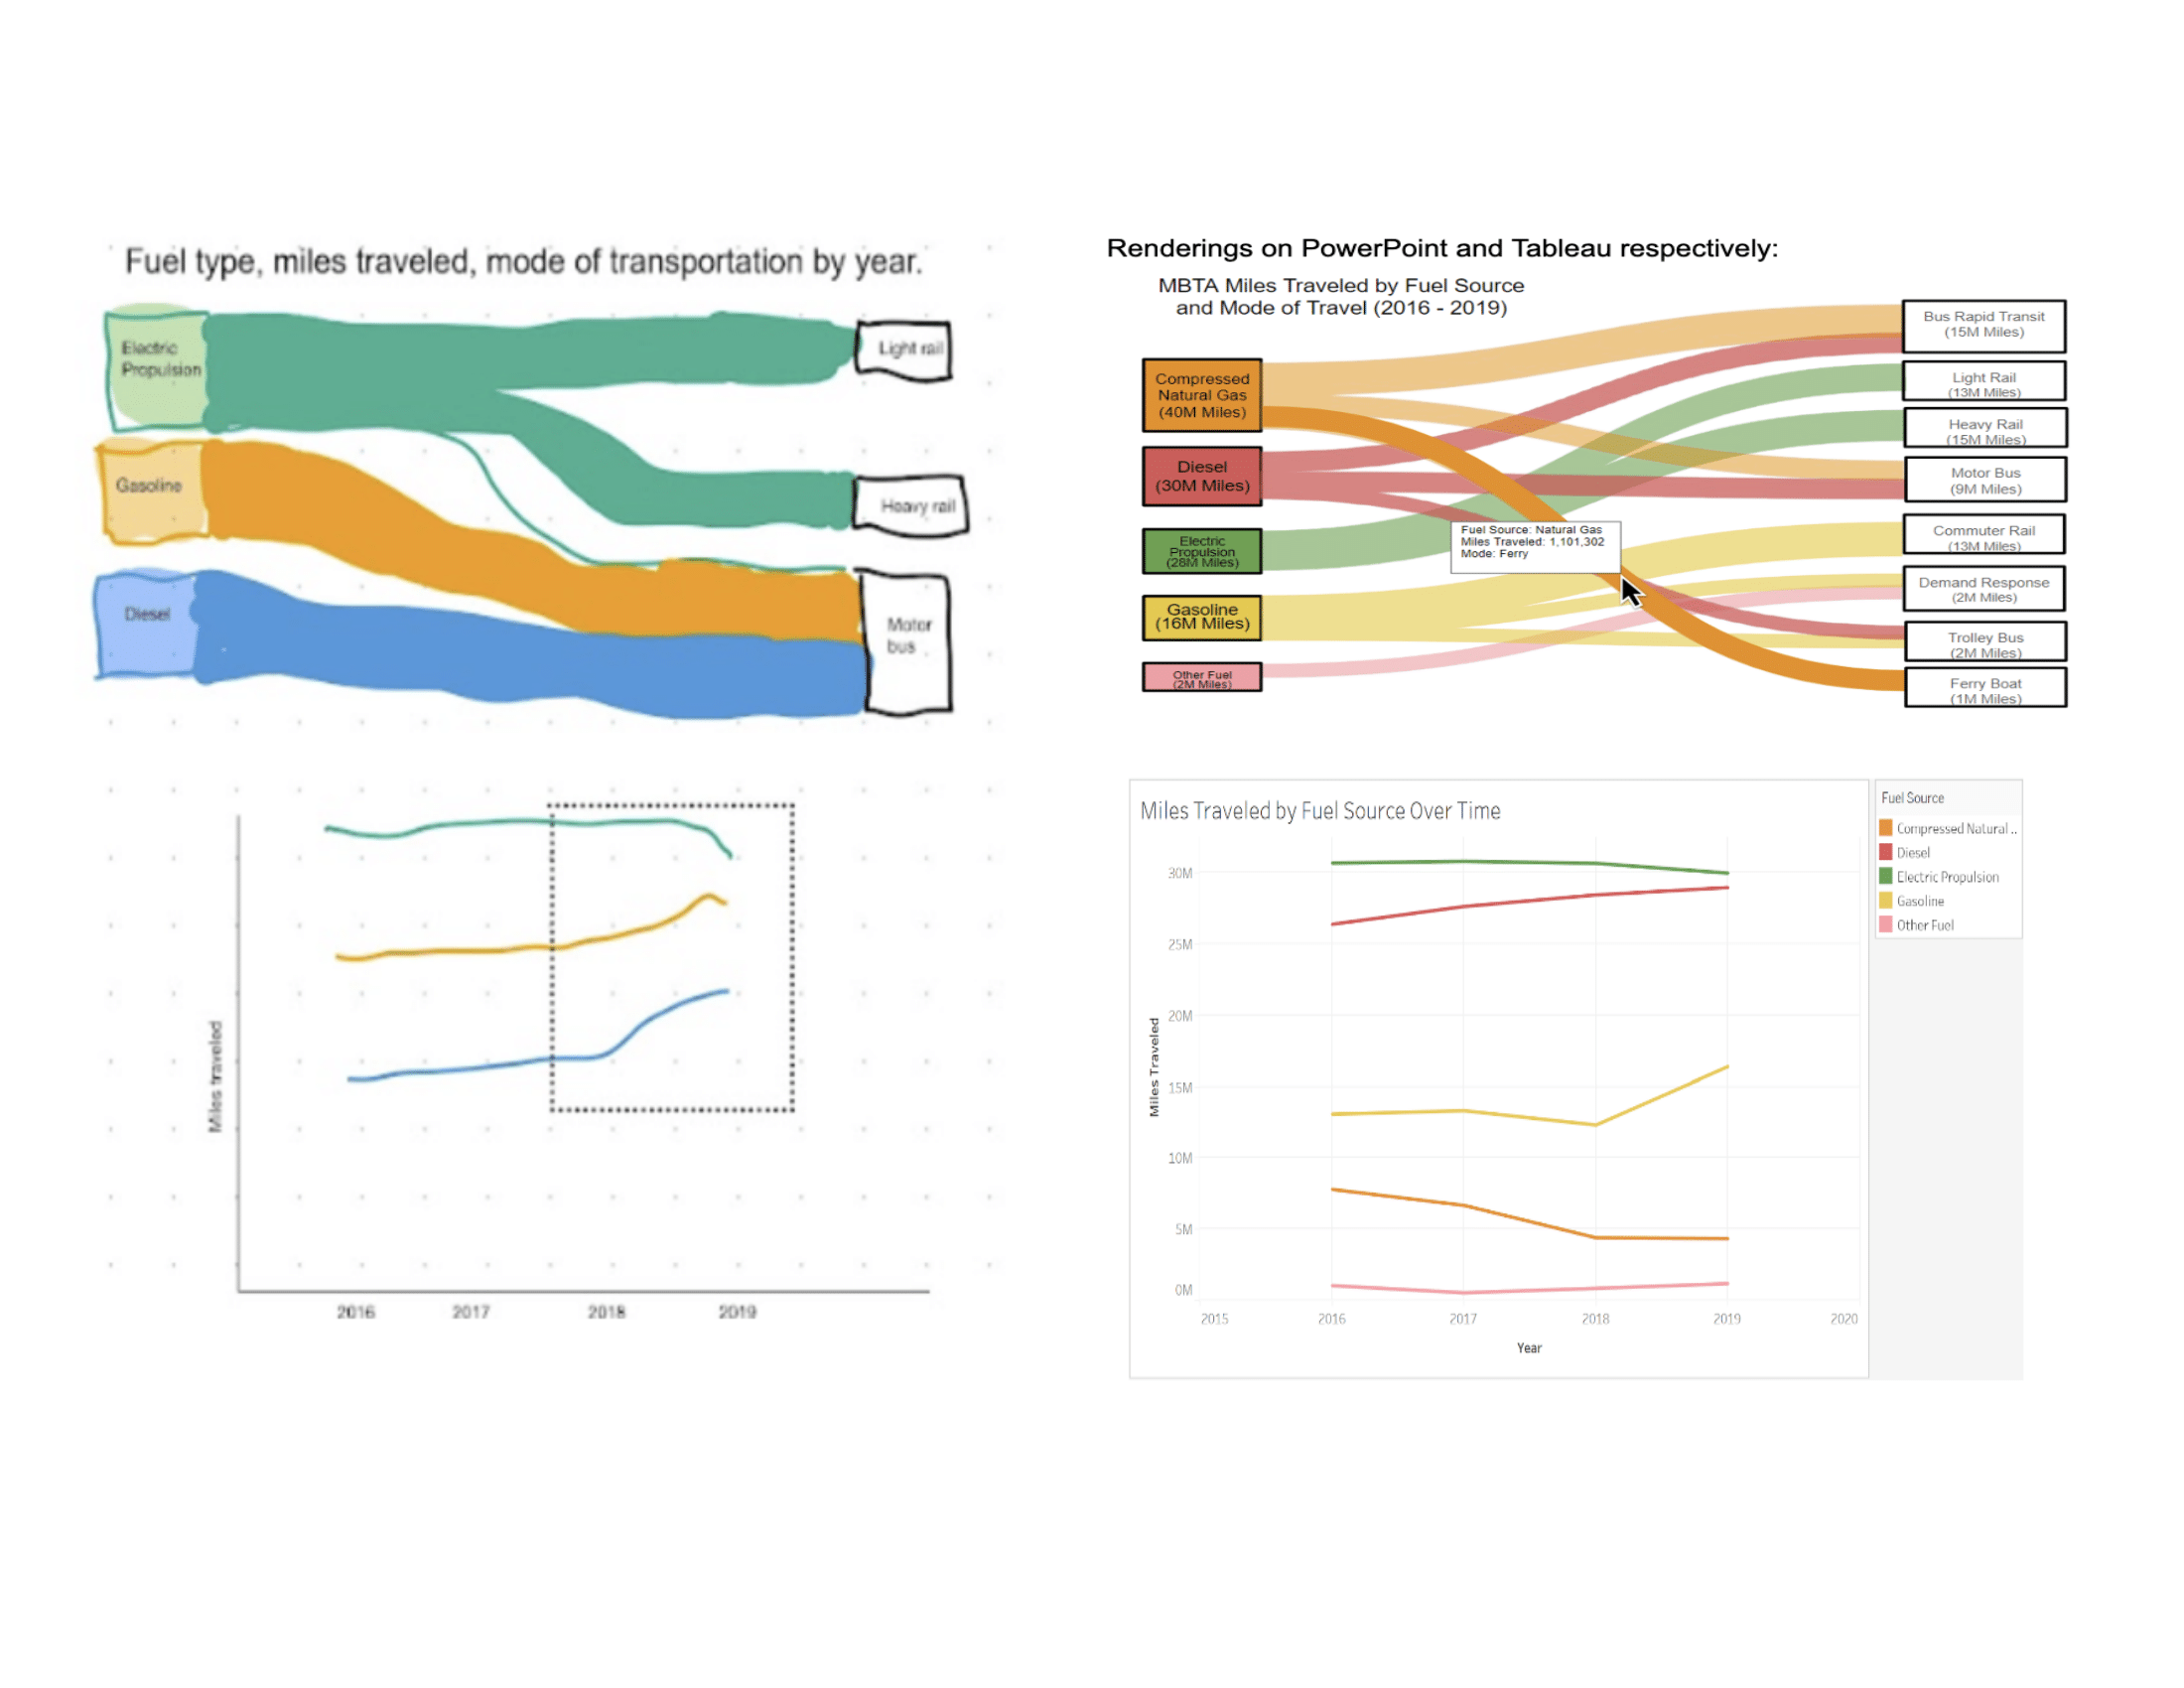 Fuel type, miles traveled, mode of transportation by year.
Electric
Propulsion
Light rail
Gasoline
Heavy rail
Diesel
Motor
bus
Miles traveled
2016
2017
2018
2019
Renderings on PowerPoint and Tableau respectively:
MBTA Miles Traveled by Fuel Source
and Mode of Travel (2016 - 2019)
Compressed
Natural Gas
(40M Miles)
Diesel
(30M Miles)
Electric
Propulsion
(28M Miles)
Gasoline
(16M Miles)
Other Fuel
(2M Miles)
Fuel Source: Natural Gas
Miles Traveled: 1,101,302
Mode: Ferry
Bus Rapid Transit
(15M Miles)
Light Rail
(13M Miles)
Heavy Rail
(15M Miles)
Motor Bus
(9M Miles)
Commuter Rail
(13M Miles)
Demand Response
(2M Miles)
Trolley Bus
(2M Miles)
Ferry Boat
(1M Miles)
Miles Traveled by Fuel Source Over Time
30M
25M
20M
15M
10M
5M
0M
Miles Traveled
2015
2016
2017
2018
2019
2020
Year
Fuel Source
Compressed Natural ..
Diesel
Electric Propulsion
Gasoline
Other Fuel